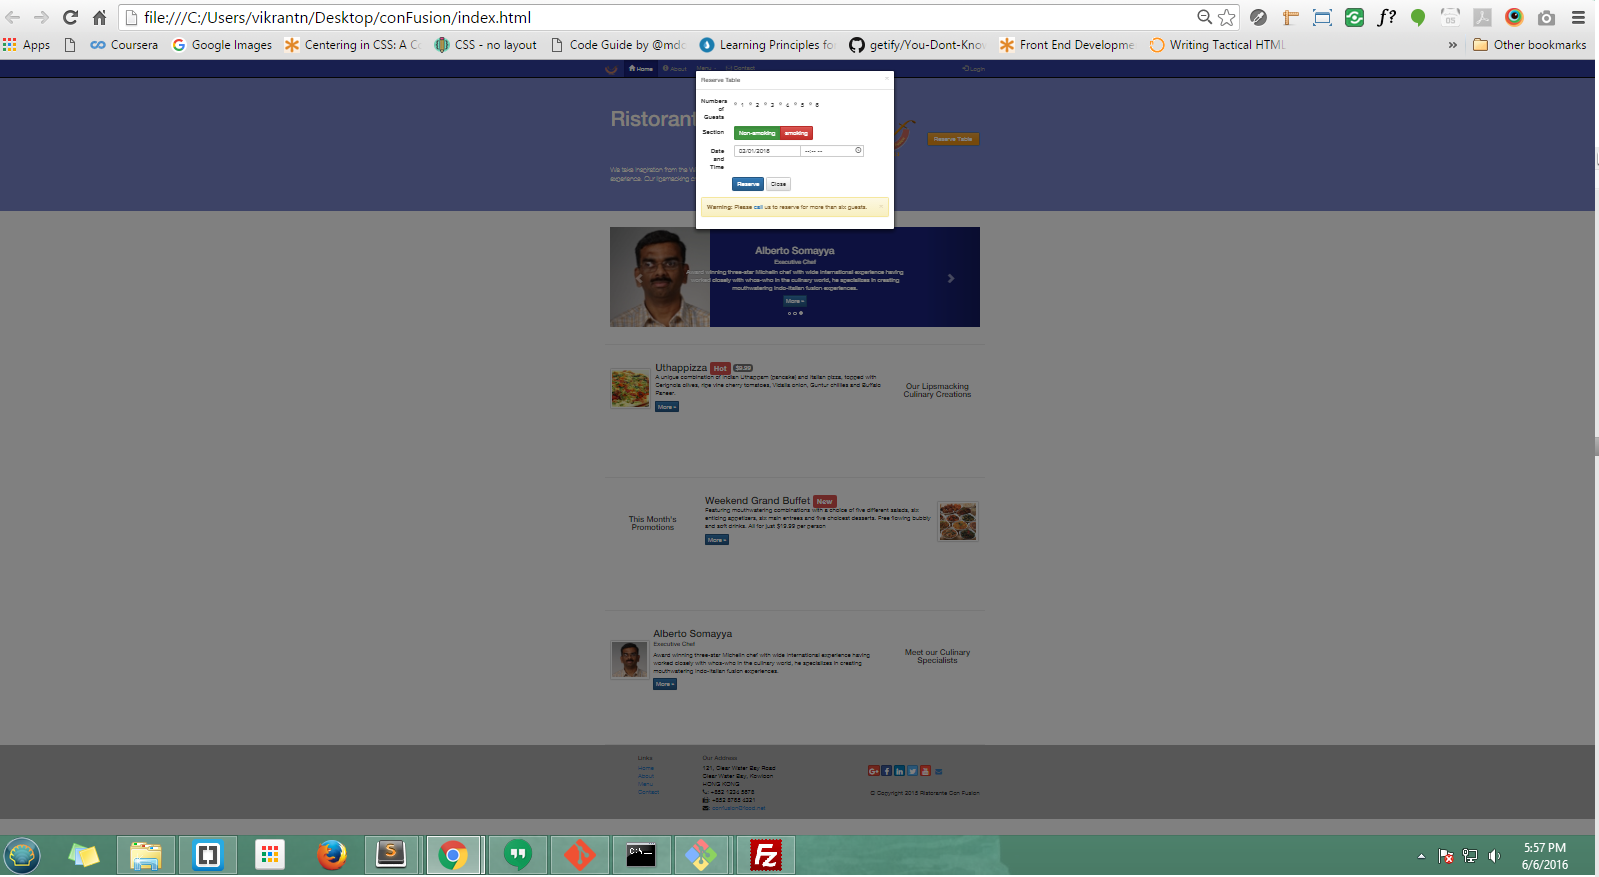 file:///C:/Users/vikrantn/Desktop/conFusion/index.html
Apps Coursera Google Images Centering in CSS: A C CSS - no layout Code Guide by @mdo Learning Principles fo getify/You-Dont-Know Front End Developme Writing Tactical HTML » Other bookmarks
Home About Menu Contact Login
Reserve Table ×
Numbers of Guests
1 2 3 4 5 6
Section Non-smoking smoking
Date and Time
03/01/2016 --:-- --
Reserve Close
Warning: Please call us to reserve for more than six guests. ×
Ristorant
Reserve Table
We take inspiration from the W
experience. Our lipsmacking c
Alberto Somayya
Executive Chef
Award winning three-star Michelin chef with wide international experience having
worked closely with whos-who in the culinary world, he specializes in creating
mouthwatering Indo-Italian fusion experiences.
More »
Uthappizza Hot $9.99
A unique combination of Indian Uthappam (pancake) and Italian pizza, topped with
Cerignola olives, ripe vine cherry tomatoes, Vidalia onion, Guntur chillies and Buffalo
Paneer.
More »
Our Lipsmacking
Culinary Creations
This Month's
Promotions
Weekend Grand Buffet New
Featuring mouthwatering combinations with a choice of five different salads, six
enticing appetizers, six main entrees and five choicest desserts. Free flowing bubbly
and soft drinks. All for just $19.99 per person
More »
Alberto Somayya
Executive Chef
Award winning three-star Michelin chef with wide international experience having
worked closely with whos-who in the culinary world, he specializes in creating
mouthwatering Indo-Italian fusion experiences.
More »
Meet our Culinary
Specialists
Links
Home
About
Menu
Contact
Our Address
121, Clear Water Bay Road
Clear Water Bay, Kowloon
HONG KONG
: +852 1234 5678
: +852 8765 4321
: confusion@food.net
© Copyright 2015 Ristorante Con Fusion
5:57 PM
6/6/2016